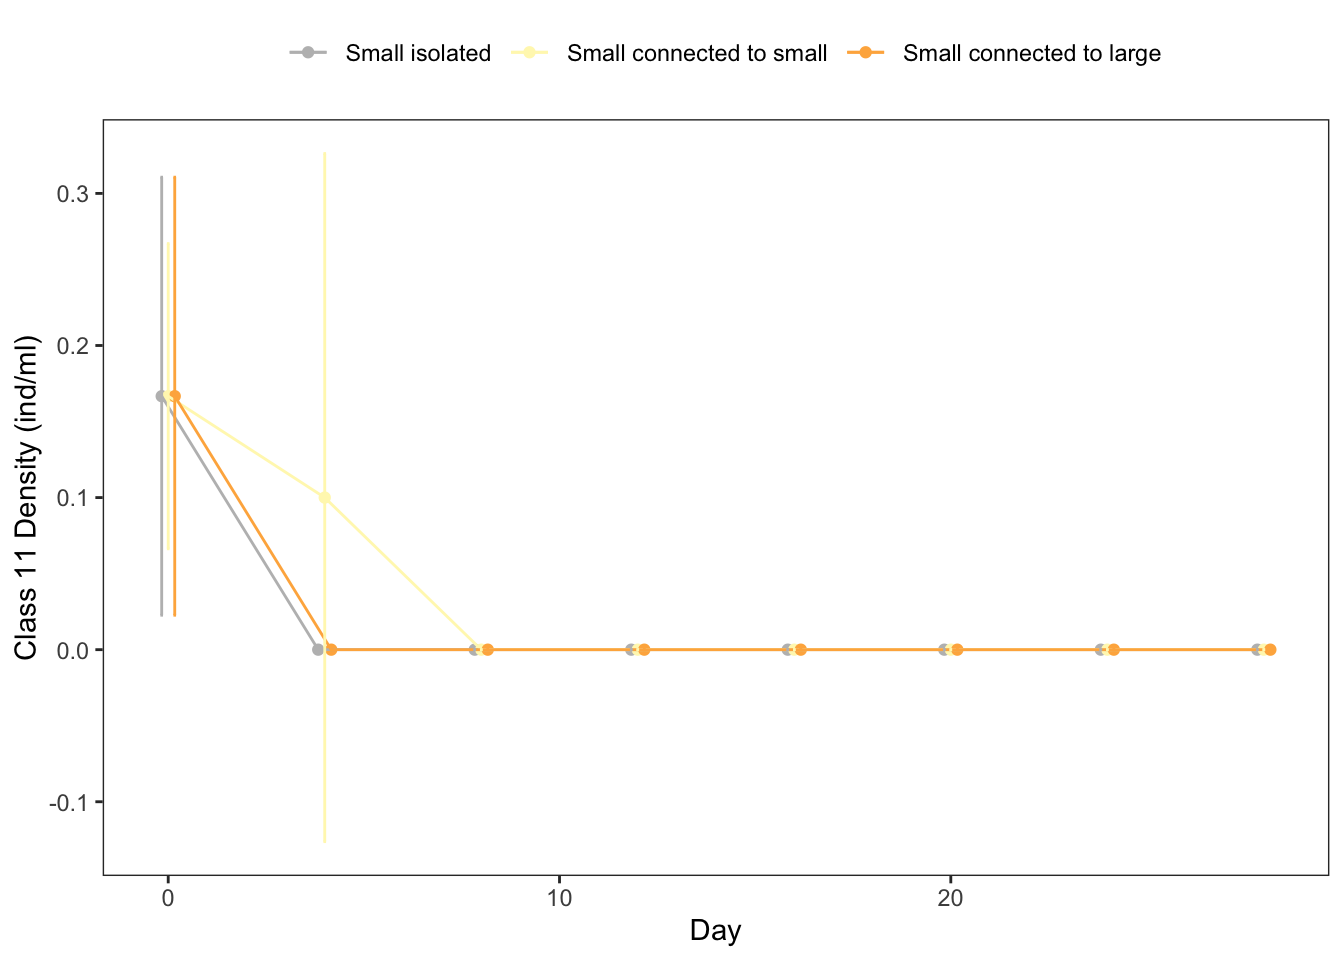 Small isolated Small connected to small Small connected to large
0.3
0.2
0.1
0.0
-0.1
Class 11 Density (ind/ml)
0 10 20
Day